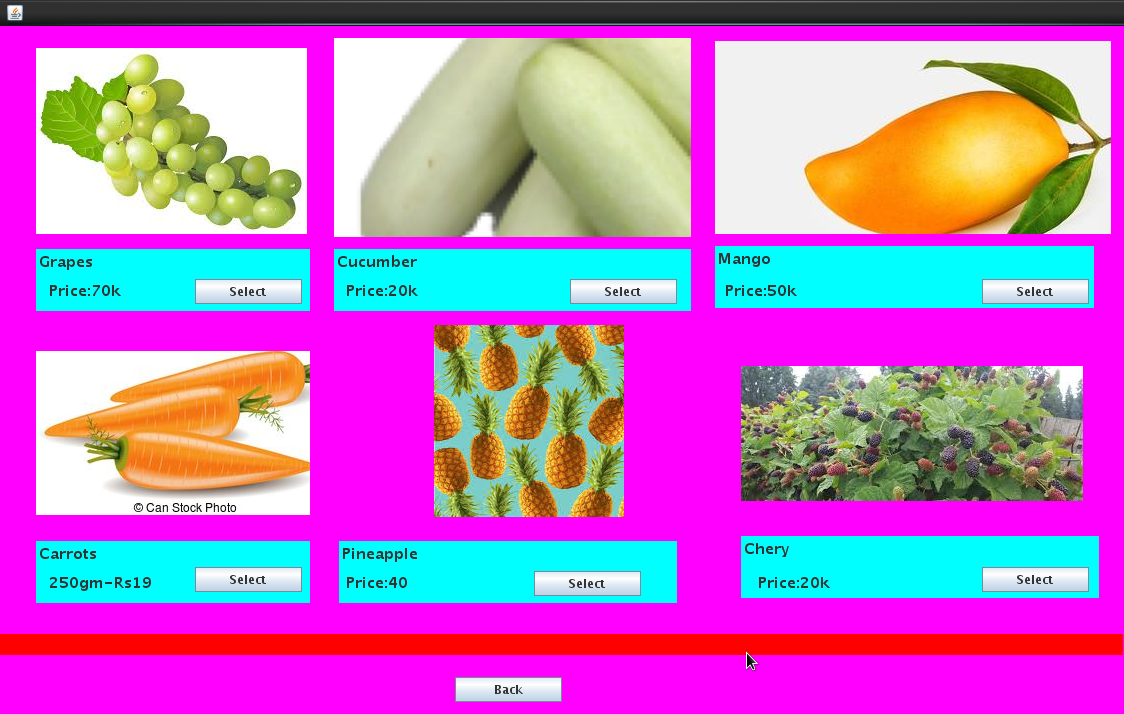 Grapes
Price:70k
Select
Cucumber
Price:20k
Select
Mango
Price:50k
Select
© Can Stock Photo
Carrots
250gm-Rs19
Select
Pineapple
Price:40
Select
Chery
Price:20k
Select
Back